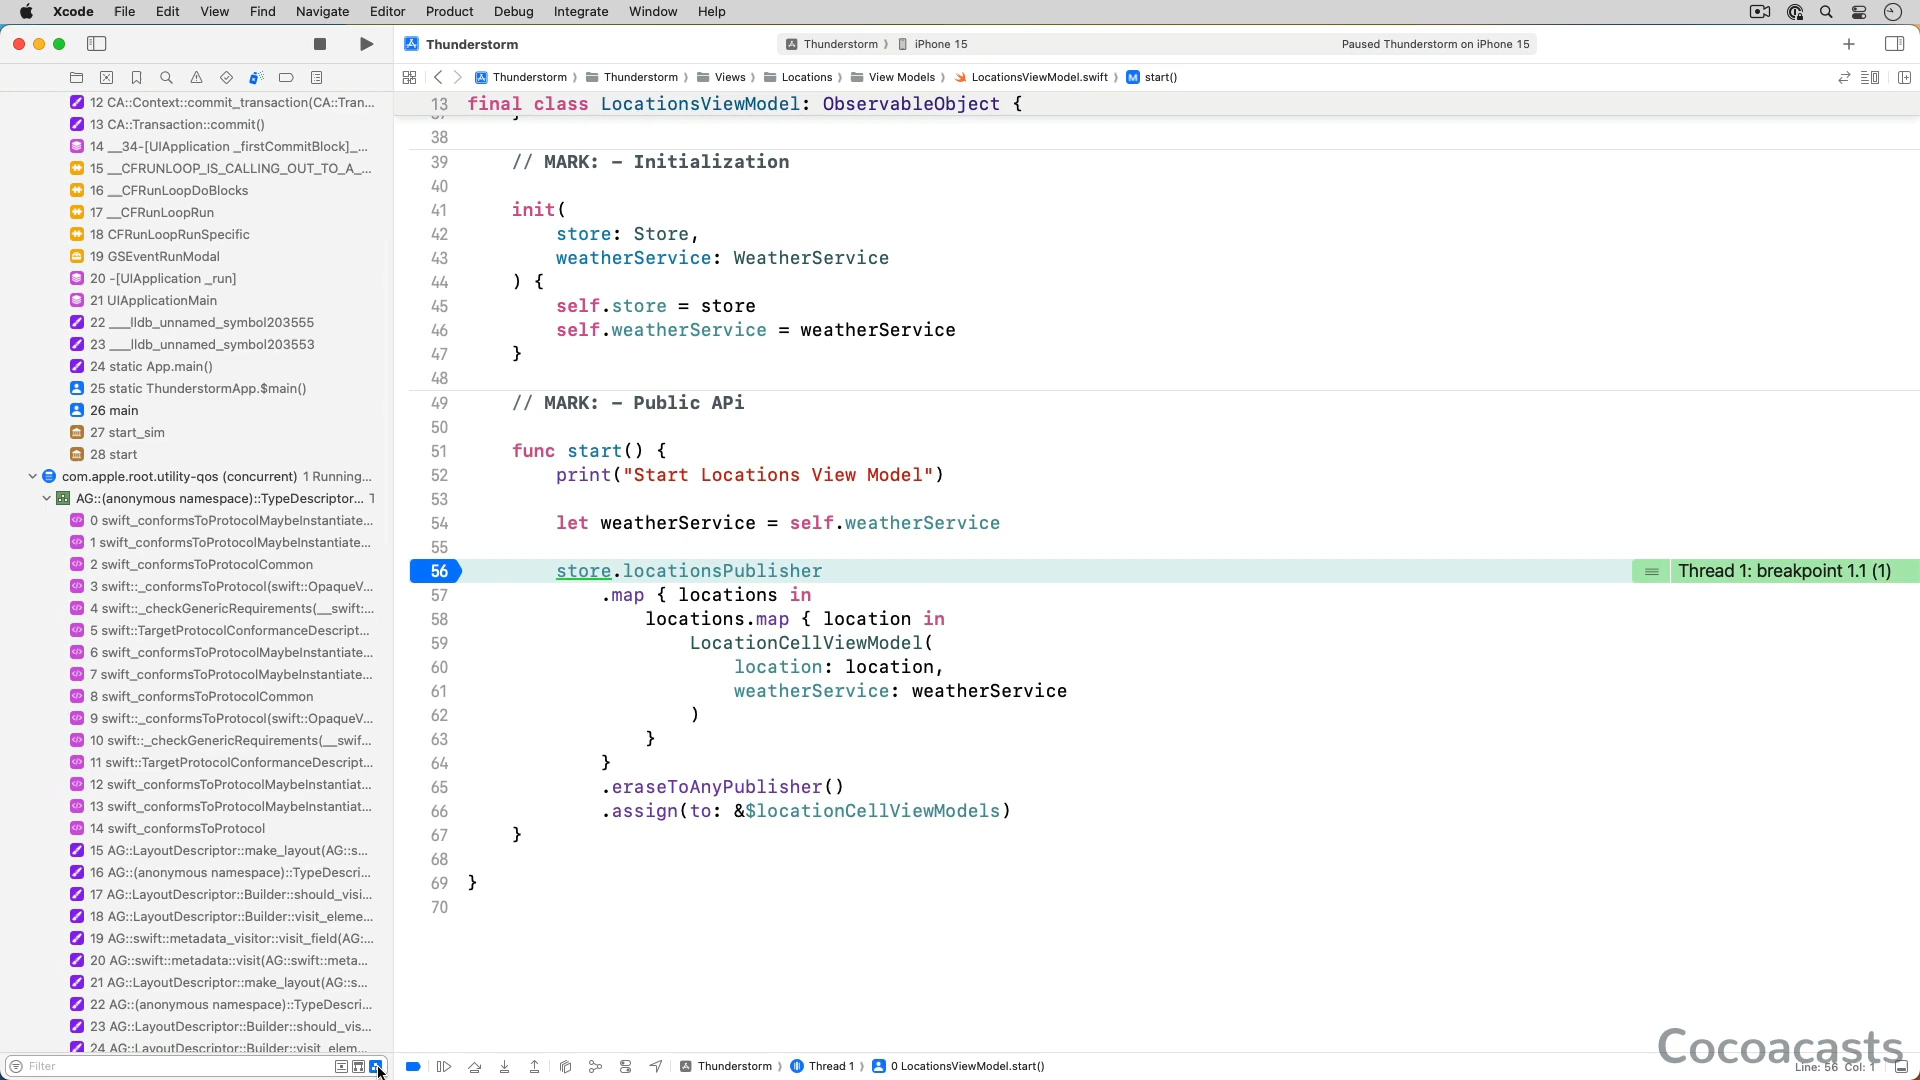 Xcode File Edit View Find Navigate Editor Product Debug Integrate Window Help
Thunderstorm
Thunderstorm 〉 iPhone 15
Paused Thunderstorm on iPhone 15
Thunderstorm 〉 Thunderstorm 〉 Views 〉 Locations 〉 View Models 〉 LocationsViewModel.swift 〉 M start()
12 CA::Context::commit_transaction(CA::Tran...
13 CA::Transaction::commit()
14 __34-[UIApplication _firstCommitBlock]_...
15 __CFRUNLOOP_IS_CALLING_OUT_TO_A_...
16 __CFRunLoopDoBlocks
17 __CFRunLoopRun
18 CFRunLoopRunSpecific
19 GSEventRunModal
20 -[UIApplication _run]
21 UIApplicationMain
22 ___lldb_unnamed_symbol203555
23 ___lldb_unnamed_symbol203553
24 static App.main()
25 static ThunderstormApp.$main()
26 main
27 start_sim
28 start
com.apple.root.utility-qos (concurrent) 1 Running...
AG::(anonymous namespace)::TypeDescriptor...
0 swift_conformsToProtocolMaybeInstantiate...
1 swift_conformsToProtocolMaybeInstantiate...
2 swift_conformsToProtocolCommon
3 swift::_conformsToProtocol(swift::OpaqueV...
4 swift::_checkGenericRequirements(__swift:...
5 swift::TargetProtocolConformanceDescript...
6 swift_conformsToProtocolMaybeInstantiate...
7 swift_conformsToProtocolMaybeInstantiate...
8 swift_conformsToProtocolCommon
9 swift::_conformsToProtocol(swift::OpaqueV...
10 swift::_checkGenericRequirements(__swif...
11 swift::TargetProtocolConformanceDescript...
12 swift_conformsToProtocolMaybeInstantiat...
13 swift_conformsToProtocolMaybeInstantiat...
14 swift_conformsToProtocol
15 AG::LayoutDescriptor::make_layout(AG::s...
16 AG::(anonymous namespace)::TypeDescri...
17 AG::LayoutDescriptor::Builder::should_visi...
18 AG::LayoutDescriptor::Builder::visit_eleme...
19 AG::swift::metadata_visitor::visit_field(AG:...
20 AG::swift::metadata::visit(AG::swift::meta...
21 AG::LayoutDescriptor::make_layout(AG::s...
22 AG::(anonymous namespace)::TypeDescri...
23 AG::LayoutDescriptor::Builder::should_vis...
24 AG::LayoutDescriptor::Builder::visit_elem...
Filter
13 final class LocationsViewModel: ObservableObject {
37 }
38
39 // MARK: - Initialization
40
41 init(
42 store: Store,
43 weatherService: WeatherService
44 ) {
45 self.store = store
46 self.weatherService = weatherService
47 }
48
49 // MARK: - Public APi
50
51 func start() {
52 print("Start Locations View Model")
53
54 let weatherService = self.weatherService
55
56 store.locationsPublisher Thread 1: breakpoint 1.1 (1)
57 .map { locations in
58 locations.map { location in
59 LocationCellViewModel(
60 location: location,
61 weatherService: weatherService
62 )
63 }
64 }
65 .eraseToAnyPublisher()
66 .assign(to: &$locationCellViewModels)
67 }
68
69 }
70
Thunderstorm 〉 Thread 1 〉 0 LocationsViewModel.start()
Cocoacasts
Line: 56 Col: 1